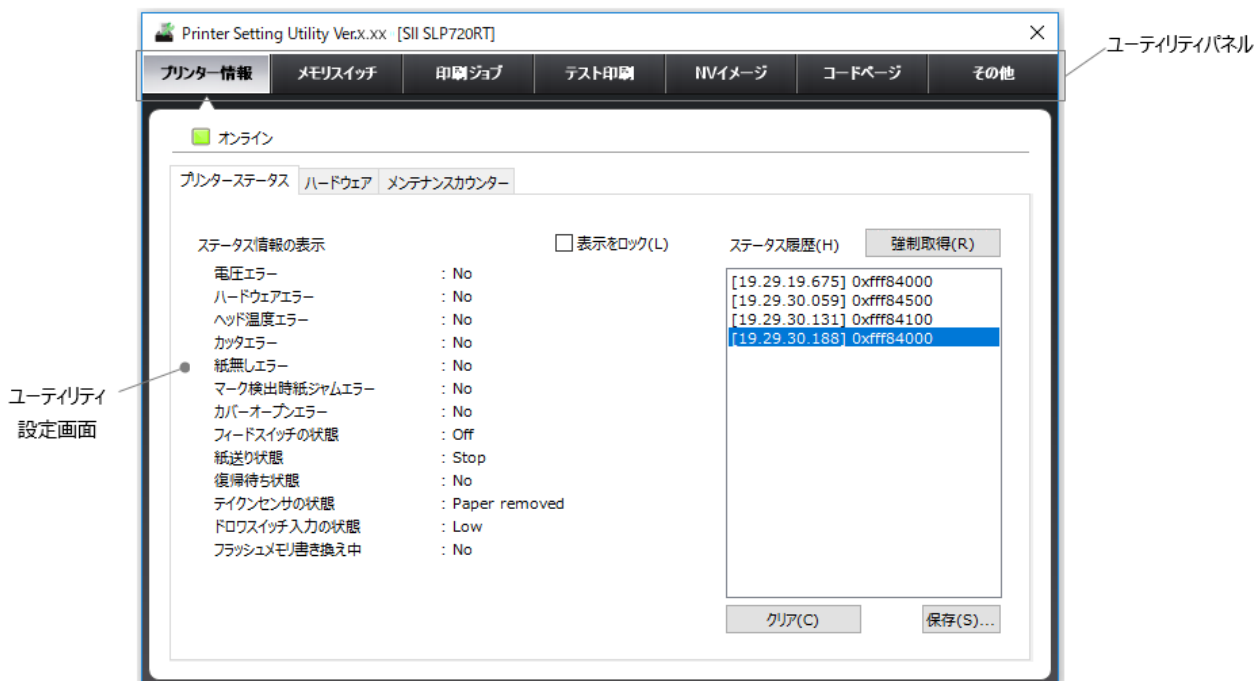 Printer Setting Utility Ver.x.xx [SII SLP720RT]
ユーティリティパネル
プリンター情報 メモリスイッチ 印刷ジョブ テスト印刷 NVイメージ コードページ その他
オンライン
プリンターステータス ハードウェア メンテナンスカウンター
ステータス情報の表示 表示をロック(L) ステータス履歴(H) 強制取得(R)
電圧エラー : No
ハードウェアエラー : No
ヘッド温度エラー : No
カッタエラー : No
紙無しエラー : No
マーク検出時紙ジャムエラー : No
カバーオープンエラー : No
フィードスイッチの状態 : Off
紙送り状態 : Stop
復帰待ち状態 : No
テイクンセンサの状態 : Paper removed
ドロワスイッチ入力の状態 : Low
フラッシュメモリ書き換え中 : No
[19.29.19.675] 0xfff84000
[19.29.30.059] 0xfff84500
[19.29.30.131] 0xfff84100
[19.29.30.188] 0xfff84000
クリア(C) 保存(S)...
ユーティリティ
設定画面